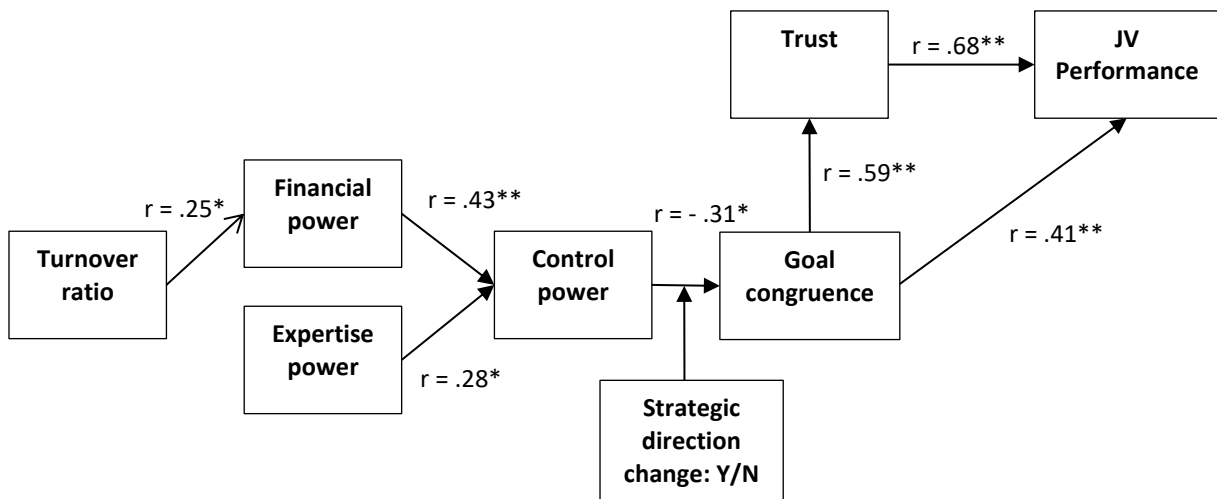 Trust
r = .68**
JV
Performance
r = .59**
r = .41**
Financial
power
r = .25*
r = .43**
r = - .31*
Turnover
ratio
Control
power
Goal
congruence
Expertise
power
r = .28*
Strategic
direction
change: Y/N